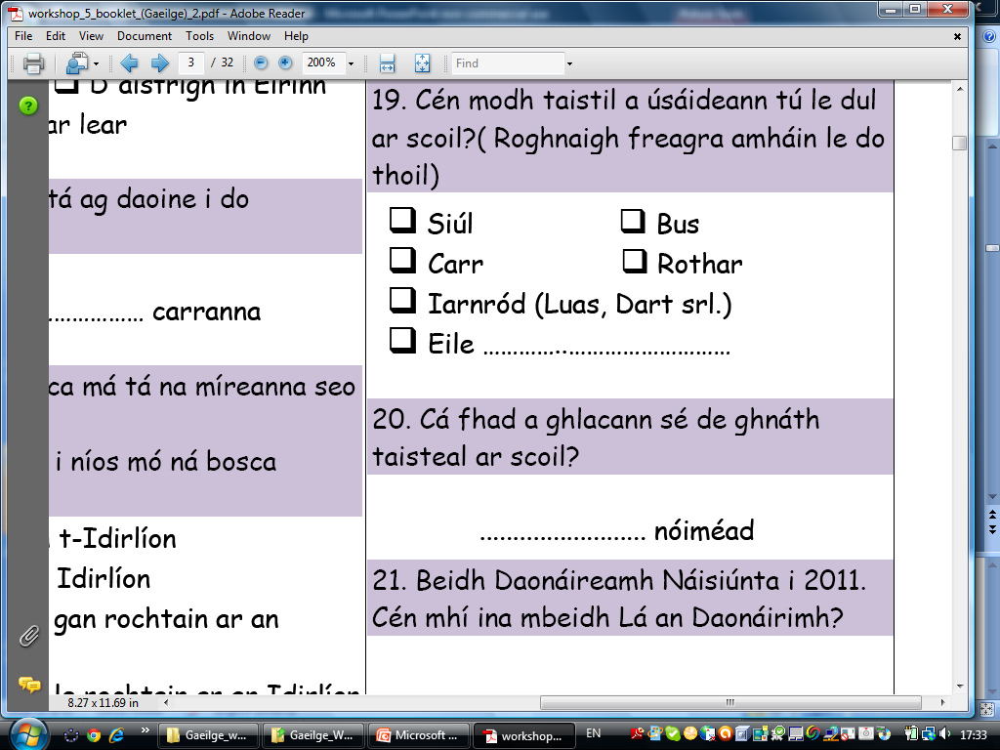 workshop_5_booklet_(Gaeilge)_2.pdf - Adobe Reader
File Edit View Document Tools Window Help
3 / 32 200% Find
D'aistrigh in Éirinn
ar lear
tá ag daoine i do
………… carranna
ca má tá na míreanna seo
i níos mó ná bosca
t-Idirlíon
Idirlíon
gan rochtain ar an
le rochtain ar an Idirlíon
19. Cén modh taistil a úsáideann tú le dul
ar scoil?( Roghnaigh freagra amháin le do
thoil)
Siúl Bus
Carr Rothar
Iarnród (Luas, Dart srl.)
Eile …………..……………………
20. Cá fhad a ghlacann sé de ghnáth
taisteal ar scoil?
......................... nóiméad
21. Beidh Daonáireamh Náisiúnta i 2011.
Cén mhí ina mbeidh Lá an Daonáirimh?
8.27 x 11.69 in
Gaeilge_w... Gaeilge_W... Microsoft ... workshop... EN 17:33